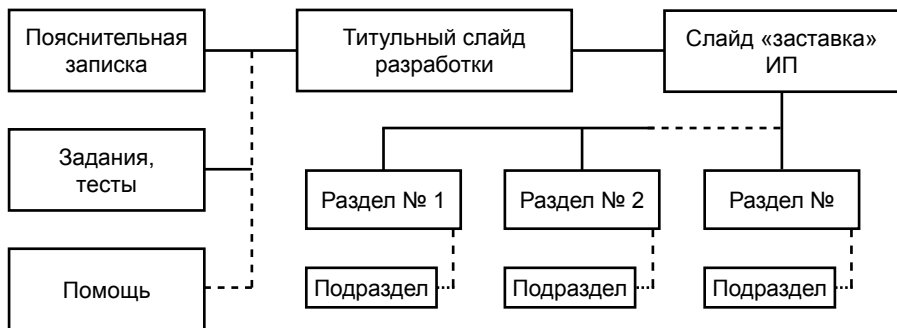 Пояснительная
записка
Титульный слайд
разработки
Слайд «заставка»
ИП
Задания,
тесты
Раздел № 1
Раздел № 2
Раздел №
Помощь
Подраздел
Подраздел
Подраздел